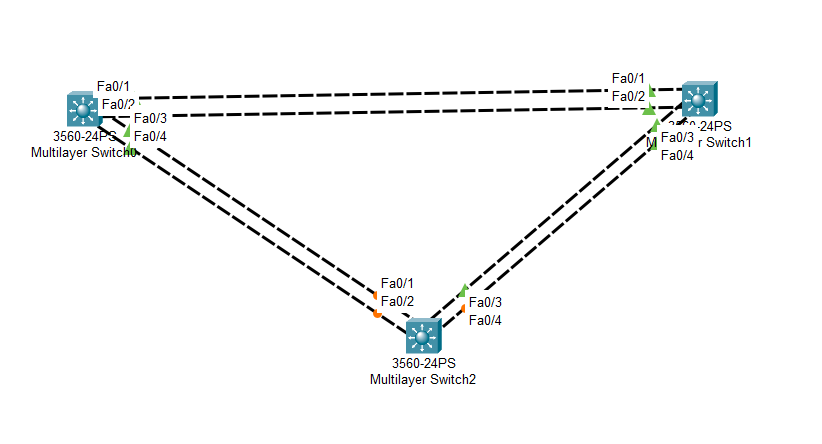 Fa0/1
Fa0/2
3560-24PS
Multilayer Switch0
Fa0/3
Fa0/4
Fa0/1
Fa0/2
24PS
M
r Switch1
Fa0/3
Fa0/4
Fa0/1
Fa0/2
Fa0/3
Fa0/4
3560-24PS
Multilayer Switch2